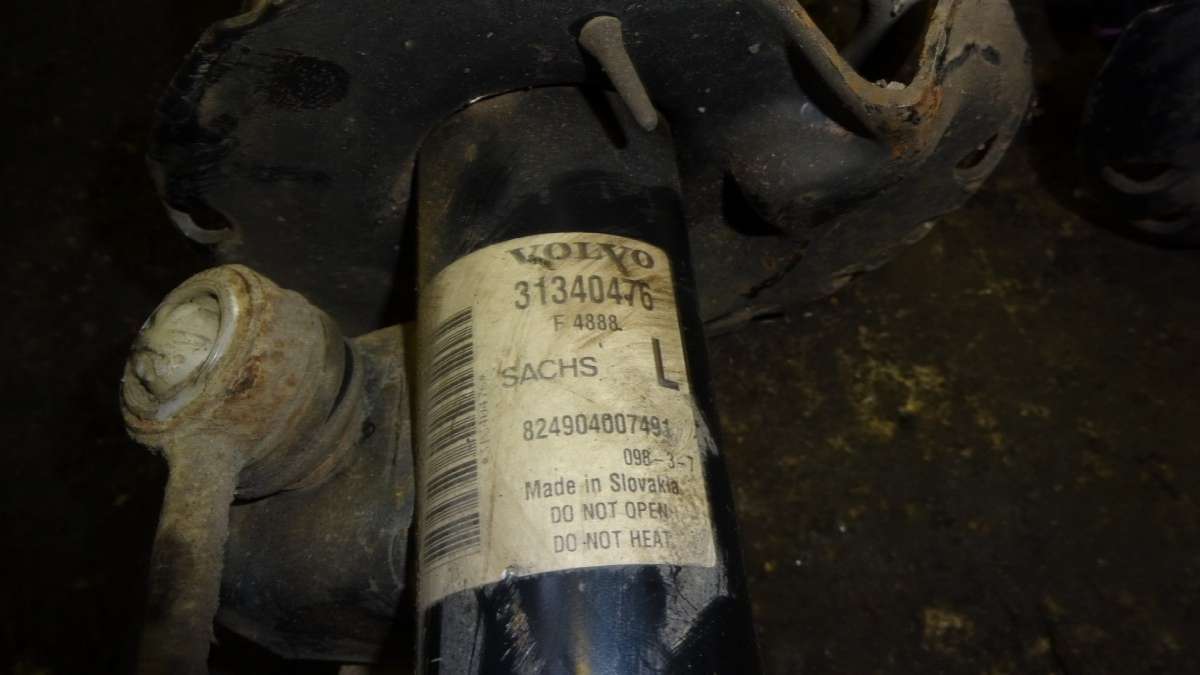 VOLVO
31340476
F 4888
SACHS L
824904007491
098-3-7
Made in Slovakia
DO NOT OPEN
DO NOT HEAT